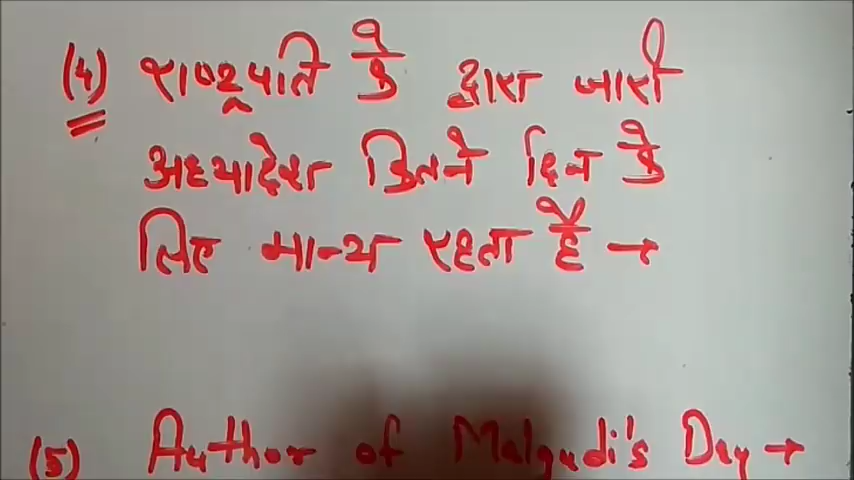 (4) राष्ट्रपति के द्वारा जारी
अध्यादेश कितने दिन के
लिए मान्य रहता है →
(5) Author of Malgudi's Day →